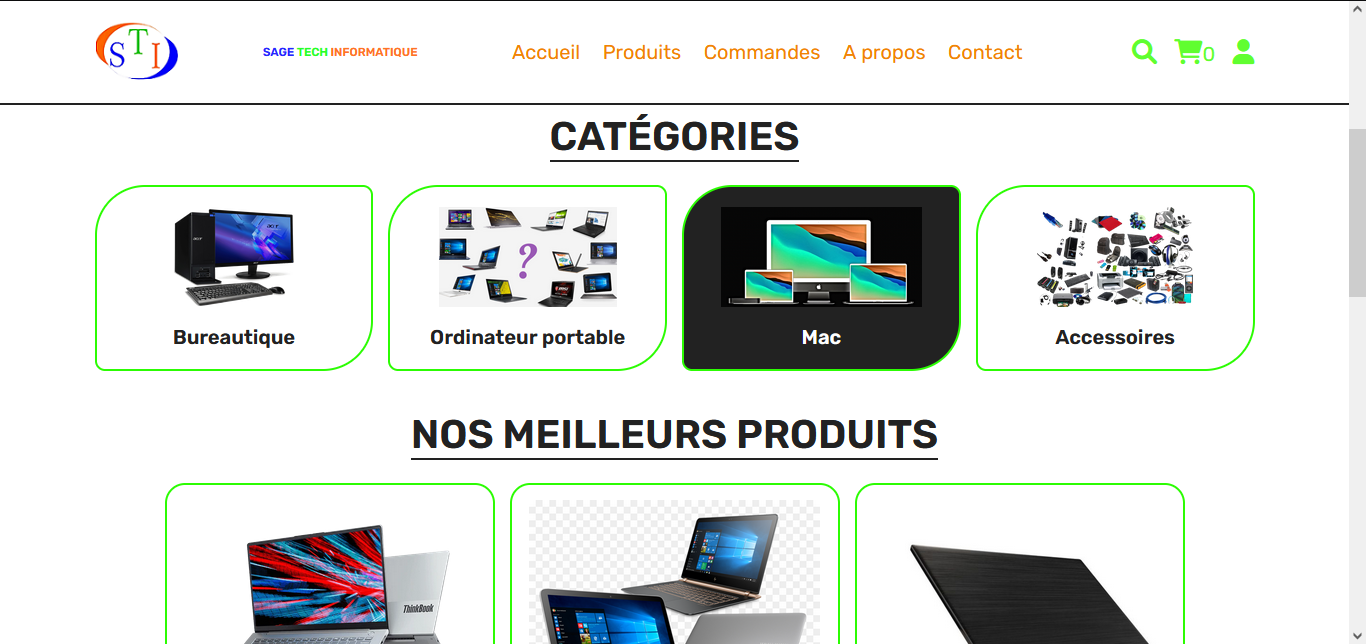 STI
SAGE TECH INFORMATIQUE
Accueil
Produits
Commandes
A propos
Contact
0
CATÉGORIES
?
Bureautique
Ordinateur portable
Mac
Accessoires
NOS MEILLEURS PRODUITS
ThinkBook